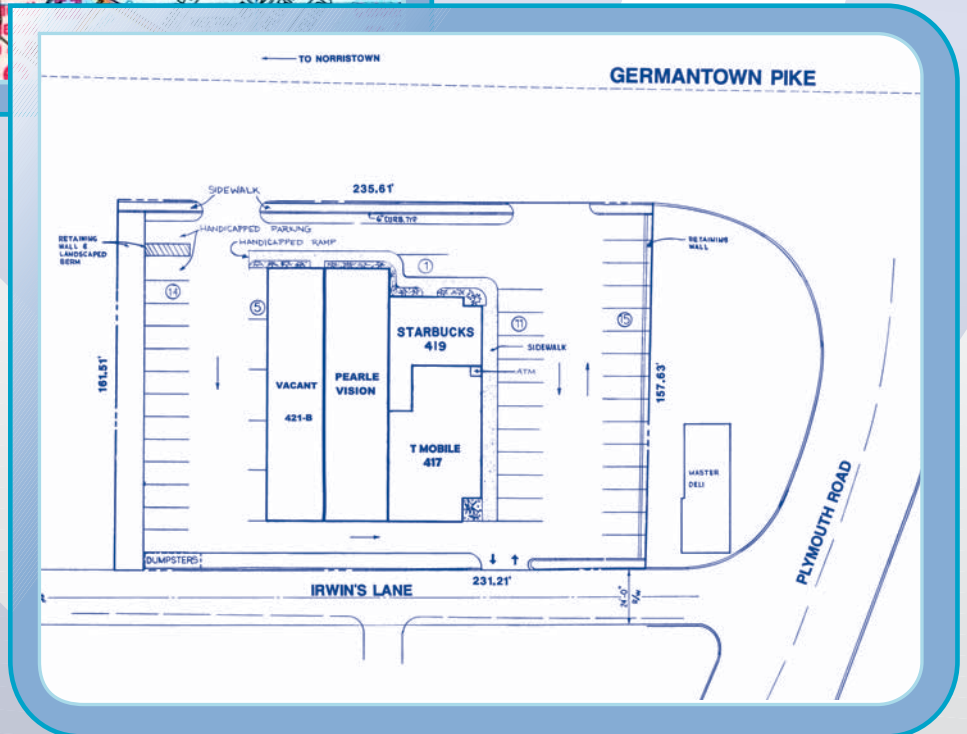 TO NORRISTOWN
GERMANTOWN PIKE
SIDEWALK
235.61'
6" CURB TYP
HANDICAPPED PARKING
HANDICAPPED RAMP
RETAINING
WALL &
LANDSCAPED
BERM
RETAINING
WALL
1
14
5
11
15
STARBUCKS
419
SIDEWALK
ATM
161.51'
VACANT
421-B
PEARLE
VISION
157.63'
T MOBILE
417
MASTER
DELI
PLYMOUTH ROAD
DUMPSTERS
231.21'
IRWIN'S LANE
24'-0"
R/W